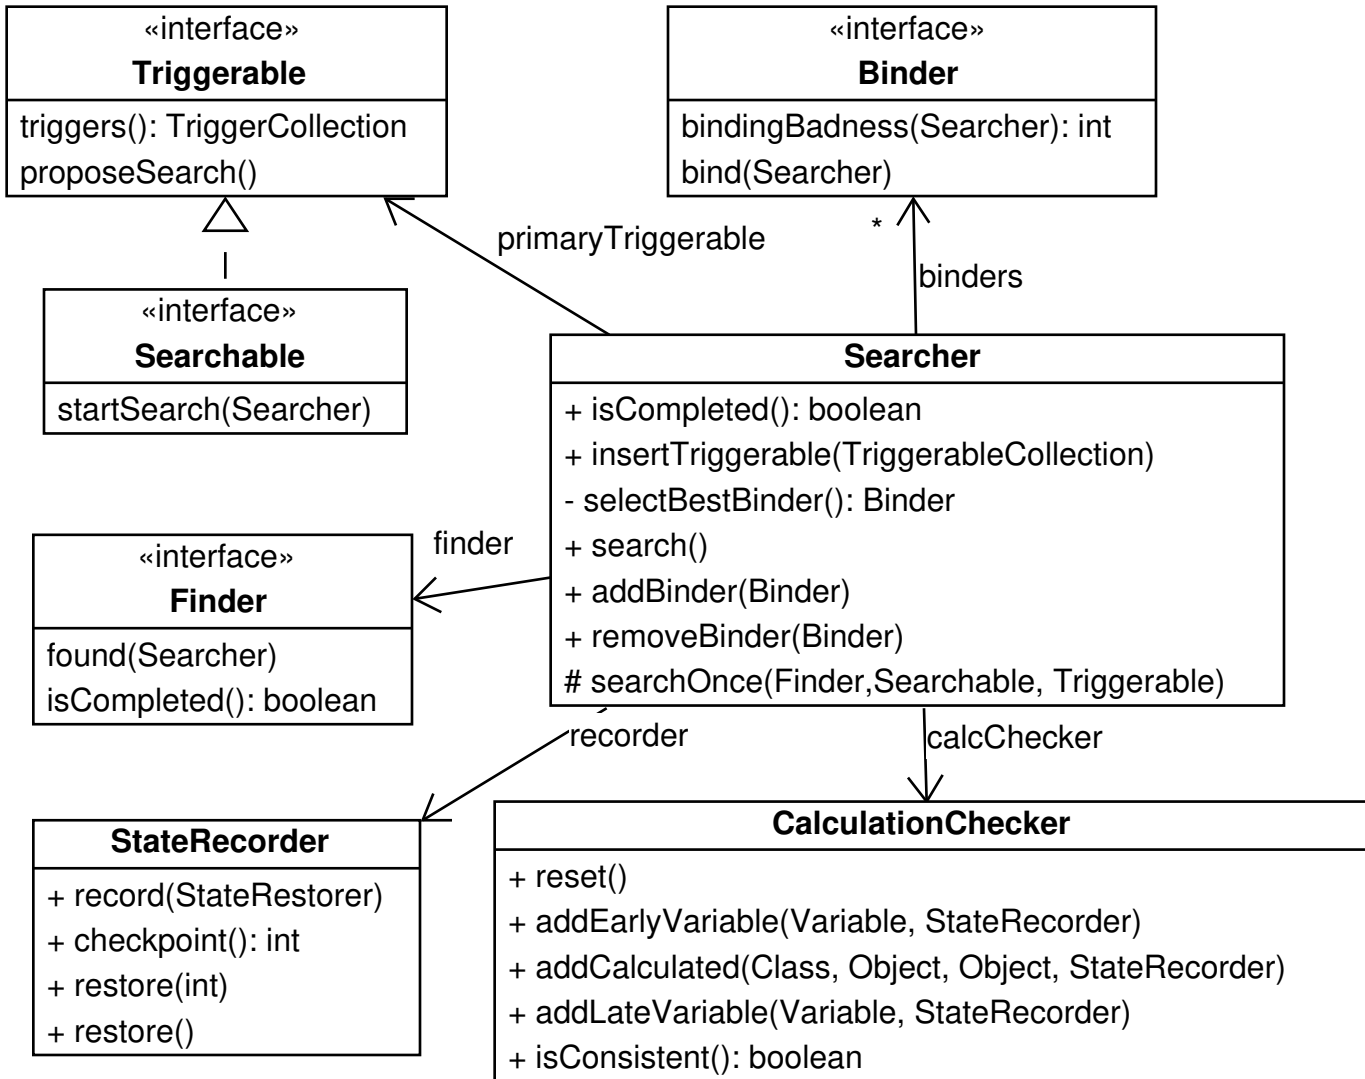 «interface»
Triggerable
triggers(): TriggerCollection
proposeSearch()
«interface»
Binder
bindingBadness(Searcher): int
bind(Searcher)
primaryTriggerable
*
binders
«interface»
Searchable
startSearch(Searcher)
Searcher
+ isCompleted(): boolean
+ insertTriggerable(TriggerableCollection)
- selectBestBinder(): Binder
+ search()
+ addBinder(Binder)
+ removeBinder(Binder)
# searchOnce(Finder,Searchable, Triggerable)
finder
«interface»
Finder
found(Searcher)
isCompleted(): boolean
recorder
calcChecker
StateRecorder
+ record(StateRestorer)
+ checkpoint(): int
+ restore(int)
+ restore()
CalculationChecker
+ reset()
+ addEarlyVariable(Variable, StateRecorder)
+ addCalculated(Class, Object, Object, StateRecorder)
+ addLateVariable(Variable, StateRecorder)
+ isConsistent(): boolean